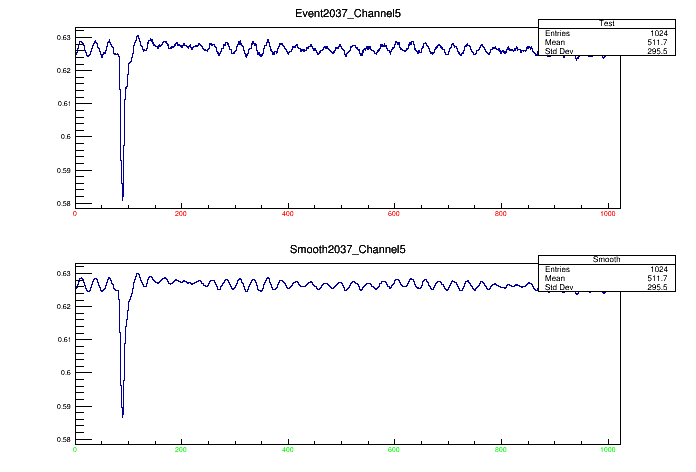 Event2037_Channel5
Test
Entries 1024
Mean 511.7
Std Dev 295.5
0.63
0.62
0.61
0.6
0.59
0.58
0 200 400 600 800 1000
Smooth2037_Channel5
Smooth
Entries 1024
Mean 511.7
Std Dev 295.5
0.63
0.62
0.61
0.6
0.59
0.58
0 200 400 600 800 1000